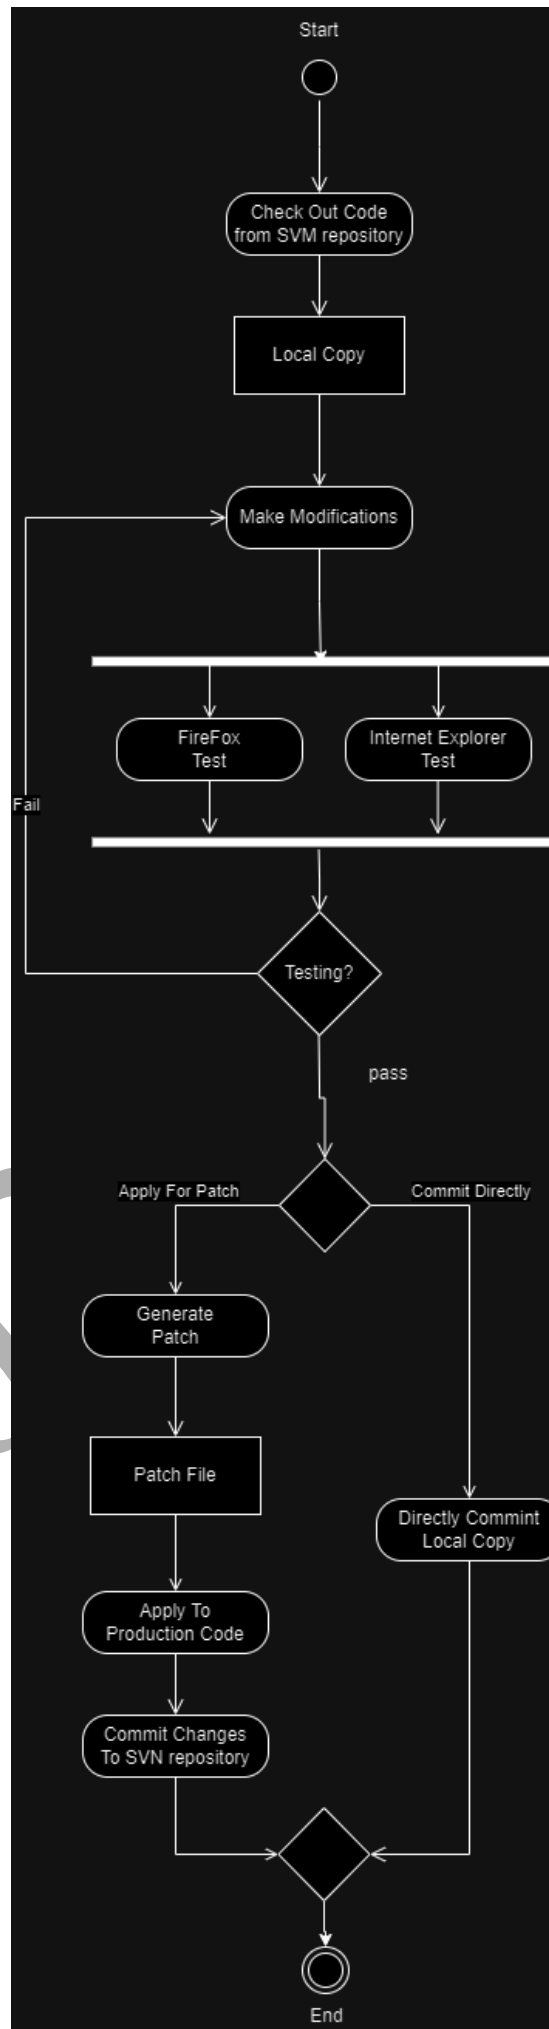 Start
Check Out Code
from SVM repository
Local Copy
Make Modifications
FireFox
Test
Internet Explorer
Test
Fail
Testing?
pass
Apply For Patch
Commit Directly
Generate
Patch
Patch File
Directly Commint
Local Copy
Apply To
Production Code
Commit Changes
To SVN repository
End